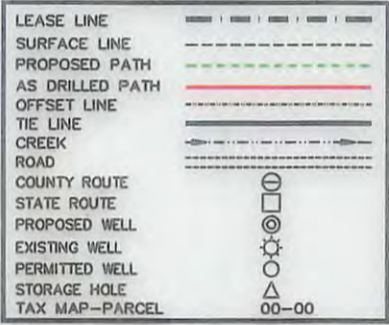 LEASE LINE
SURFACE LINE
PROPOSED PATH
AS DRILLED PATH
OFFSET LINE
TIE LINE
CREEK
ROAD
COUNTY ROUTE
STATE ROUTE
PROPOSED WELL
EXISTING WELL
PERMITTED WELL
STORAGE HOLE
TAX MAP-PARCEL 00-00